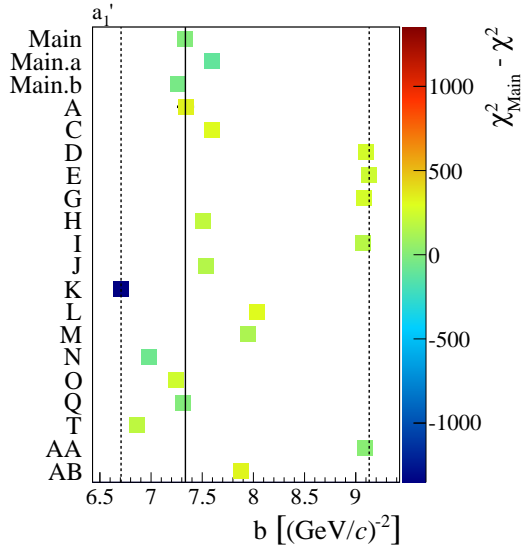 a₁'
Main
Main.a
Main.b
A
C
D
E
G
H
I
J
K
L
M
N
O
Q
T
AA
AB
6.5 7 7.5 8 8.5 9
b [(GeV/c)⁻²]
1000
500
0
-500
-1000
χ²Main - χ²